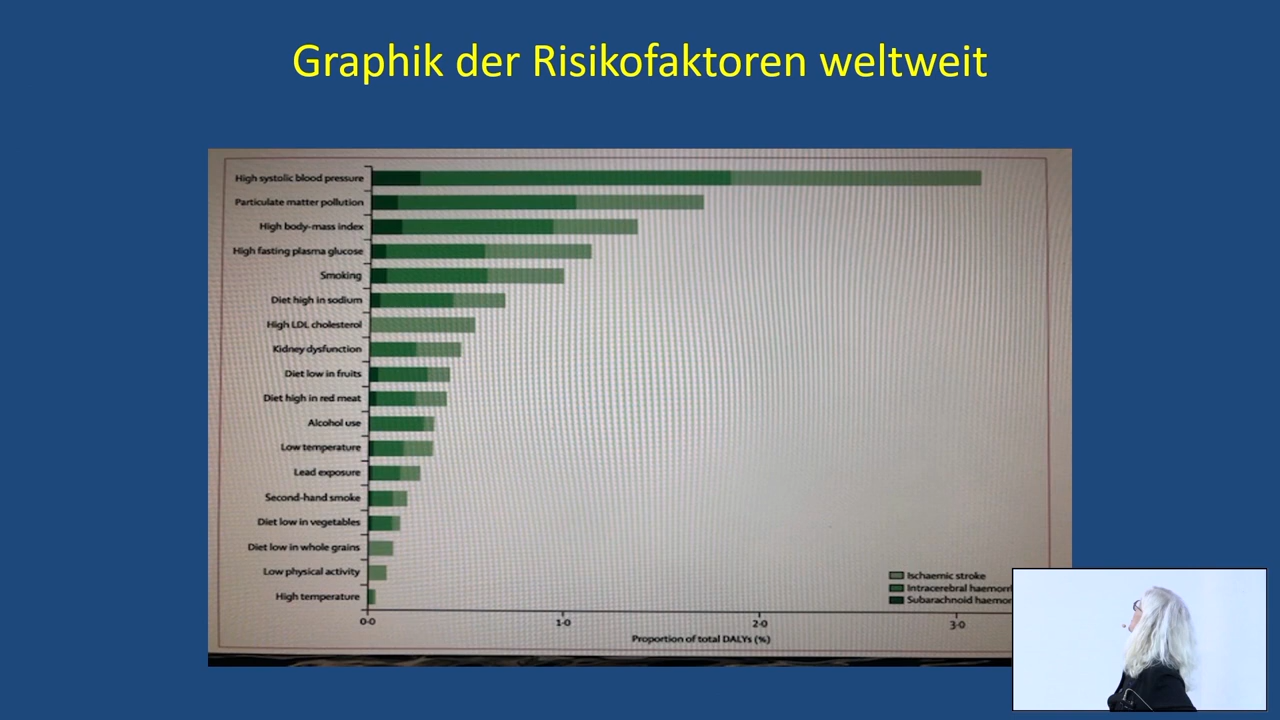 Graphik der Risikofaktoren weltweit
High systolic blood pressure
Particulate matter pollution
High body-mass index
High fasting plasma glucose
Smoking
Diet high in sodium
High LDL cholesterol
Kidney dysfunction
Diet low in fruits
Diet high in red meat
Alcohol use
Low temperature
Lead exposure
Second-hand smoke
Diet low in vegetables
Diet low in whole grains
Low physical activity
High temperature
Ischaemic stroke
Intracerebral
Subarachnoid
0·0 1·0 2·0 3·0
Proportion of total DALYs (%)